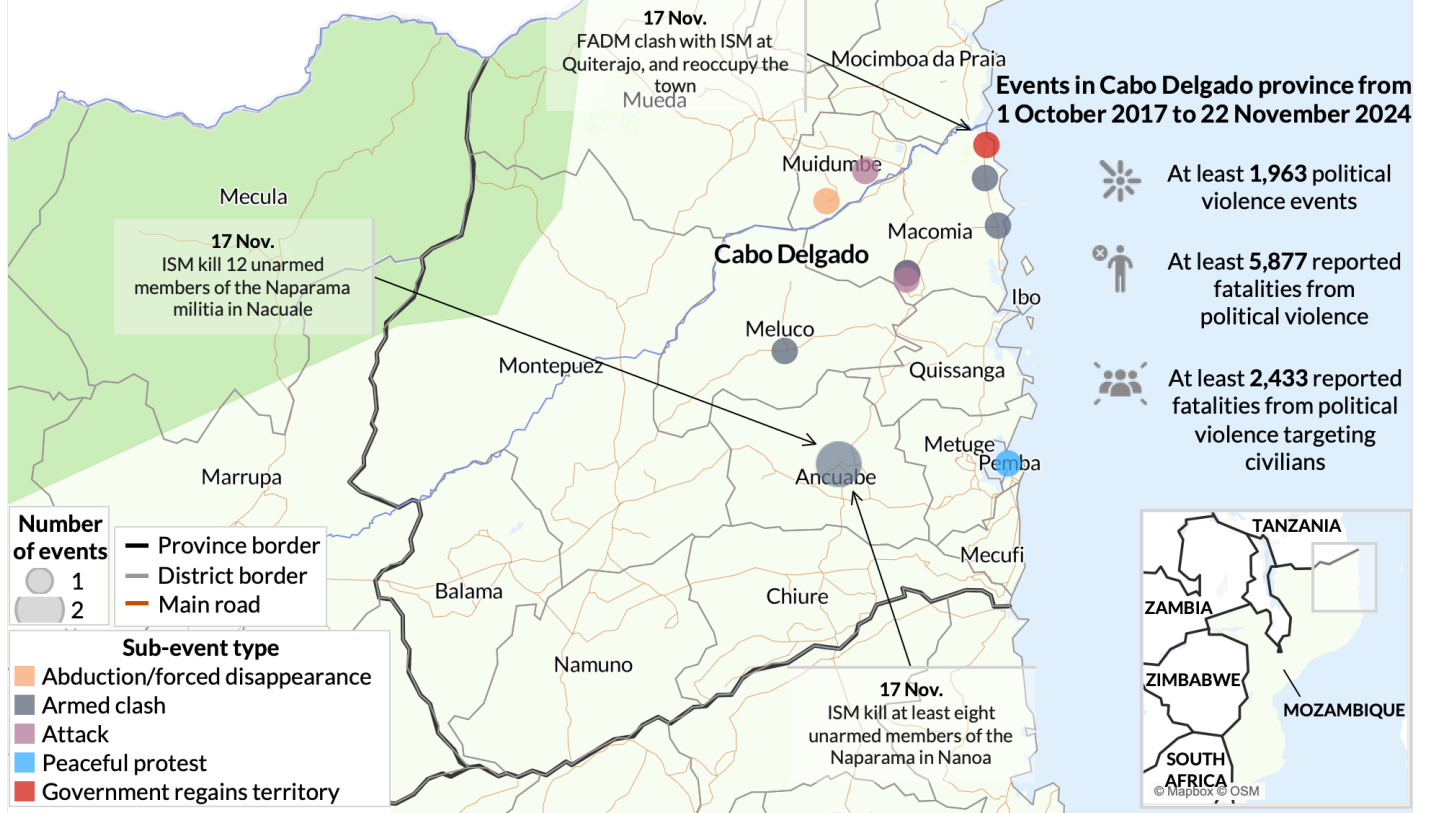 17 Nov.
FADM clash with ISM at
Quiterajo, and reoccupy the
town
Mocimboa da Praia
Mueda
Events in Cabo Delgado province from
1 October 2017 to 22 November 2024
At least 1,963 political
violence events
At least 5,877 reported
fatalities from
political violence
At least 2,433 reported
fatalities from political
violence targeting
civilians
Muidumbe
Mecula
17 Nov.
ISM kill 12 unarmed
members of the Naparama
militia in Nacuale
Macomia
Cabo Delgado
Ibo
Meluco
Montepuez
Quissanga
Metuge
Pemba
Ancuabe
Marrupa
Mecufi
Balama
Chiure
Namuno
17 Nov.
ISM kill at least eight
unarmed members of the
Naparama in Nanoa
Number
of events
1
2
Province border
District border
Main road
Sub-event type
Abduction/forced disappearance
Armed clash
Attack
Peaceful protest
Government regains territory
TANZANIA
ZAMBIA
ZIMBABWE
MOZAMBIQUE
SOUTH
AFRICA
© Mapbox © OSM